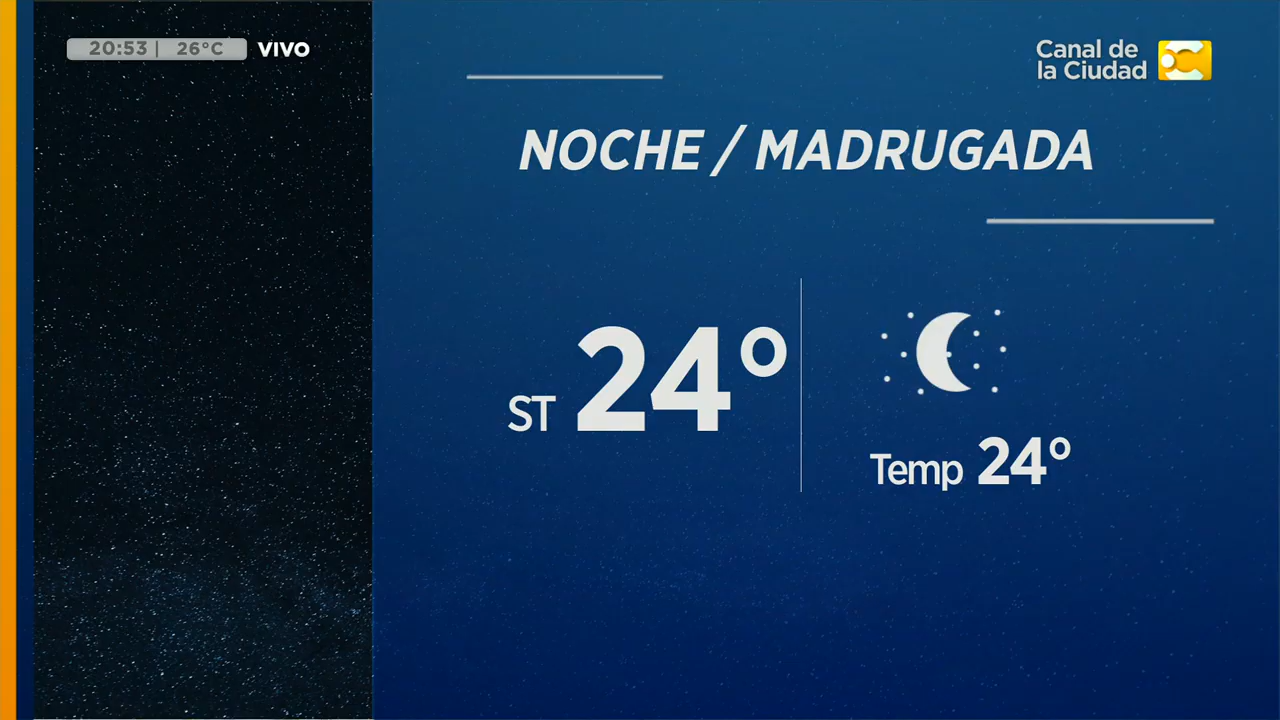 20:53 | 26°C VIVO
Canal de
la Ciudad
NOCHE / MADRUGADA
ST 24°
Temp 24°